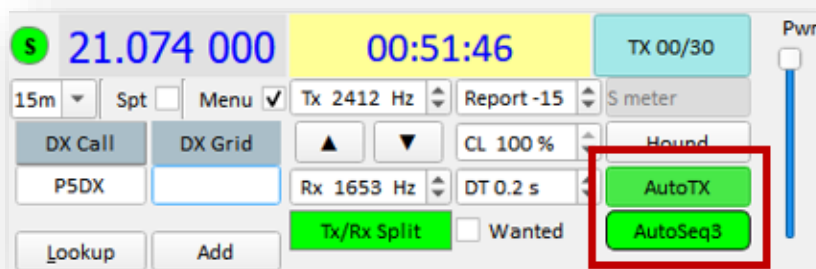 S 21.074 000 00:51:46 TX 00/30 Pwr
15m Spt Menu Tx 2412 Hz Report -15 S meter
DX Call DX Grid CL 100 % Hound
P5DX Rx 1653 Hz DT 0.2 s AutoTX
Tx/Rx Split Wanted AutoSeq3
Lookup Add